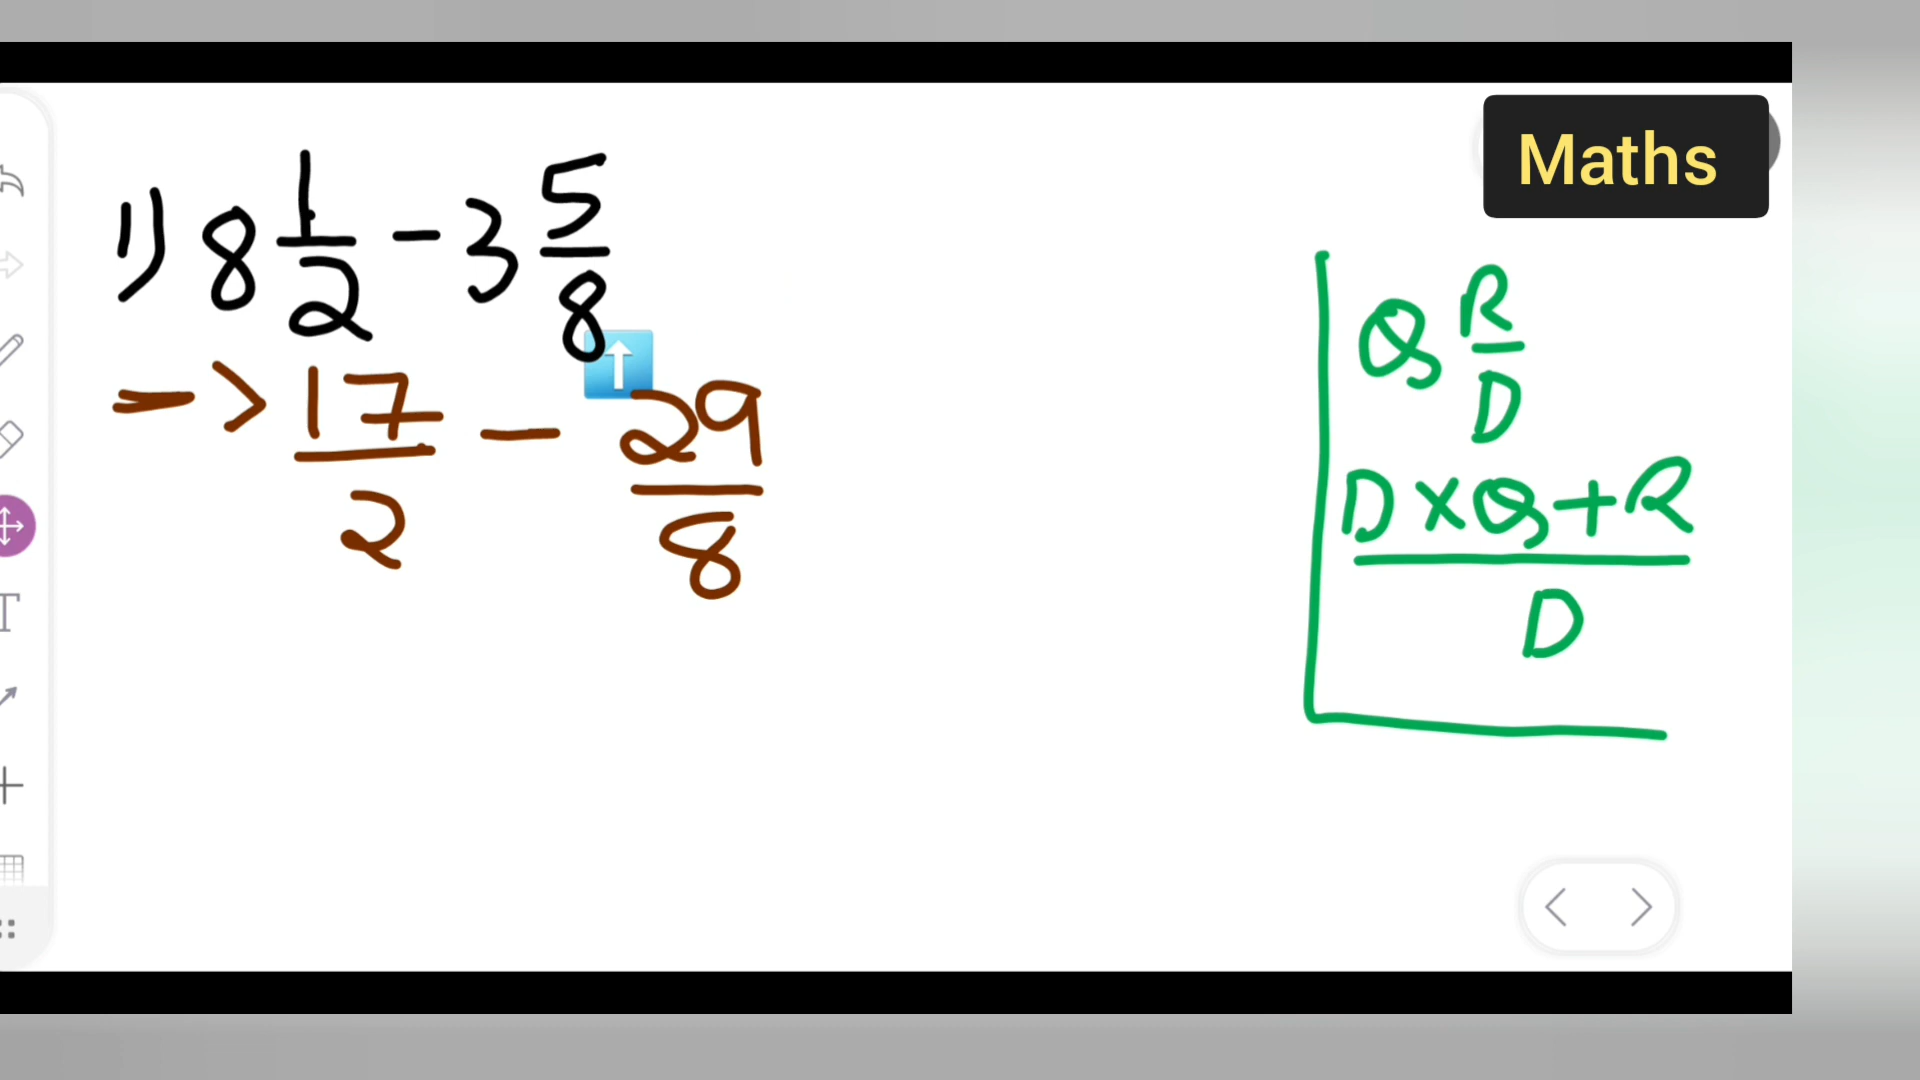 Maths
1) 8 1/2 - 3 5/8
=> 17/2 - 29/8
Q R/D
D×Q+R
D